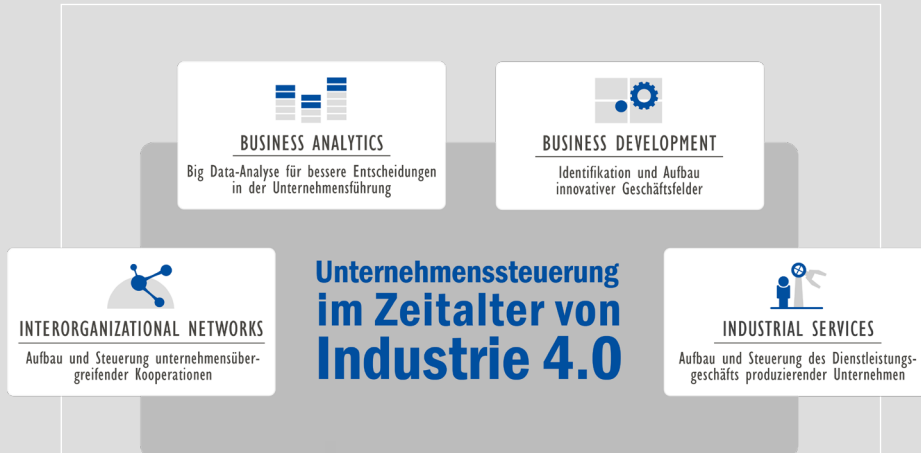 BUSINESS ANALYTICS
Big Data-Analyse für bessere Entscheidungen
in der Unternehmensführung
BUSINESS DEVELOPMENT
Identifikation und Aufbau
innovativer Geschäftsfelder
INTERORGANIZATIONAL NETWORKS
Aufbau und Steuerung unternehmensüber-
greifender Kooperationen
Unternehmenssteuerung
im Zeitalter von
Industrie 4.0
INDUSTRIAL SERVICES
Aufbau und Steuerung des Dienstleistungs-
geschäfts produzierender Unternehmen